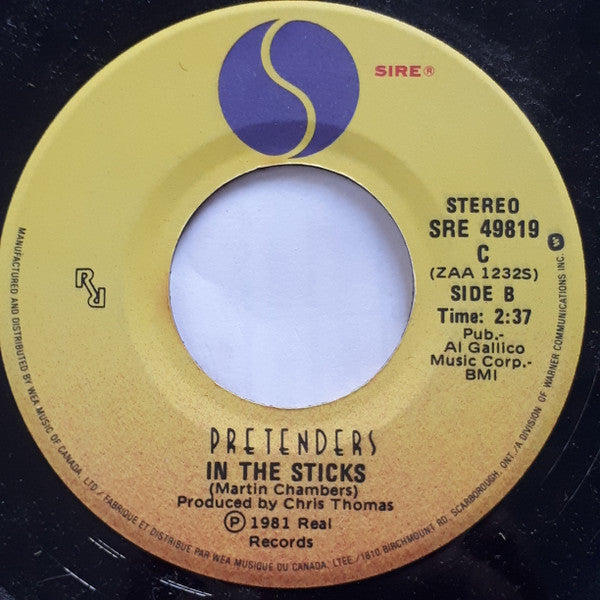 SIRE®
STEREO
SRE 49819
C
(ZAA 1232S)
SIDE B
Time: 2:37
Pub.-
Al Gallico
Music Corp.-
BMI
PRETENDERS
IN THE STICKS
(Martin Chambers)
Produced by Chris Thomas
Ⓟ 1981 Real
Records
MANUFACTURED AND DISTRIBUTED BY WEA MUSIC OF CANADA, LTD / FABRIQUE ET DISTRIBUE PAR WEA MUSIQUE DU CANADA, LTEE / 1810 BIRCHMOUNT RD, SCARBOROUGH, ONT. / A DIVISION OF WARNER COMMUNICATIONS INC.